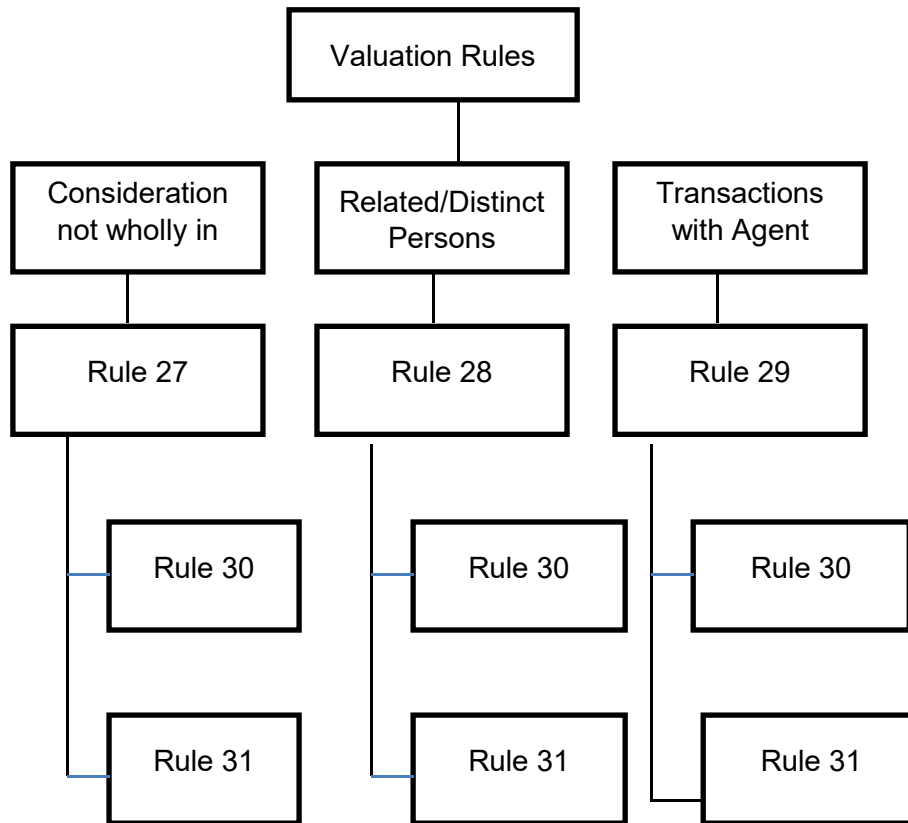 Valuation Rules
Consideration
not wholly in
Related/Distinct
Persons
Transactions
with Agent
Rule 27
Rule 28
Rule 29
Rule 30
Rule 30
Rule 30
Rule 31
Rule 31
Rule 31